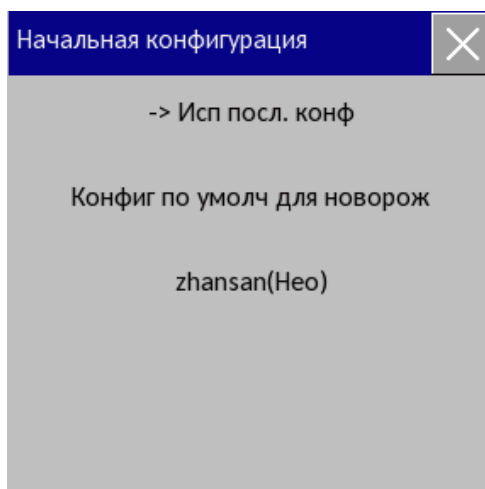 Начальная конфигурация
-> Исп посл. конф
Конфиг по умолч для новорож
zhansan(Нео)